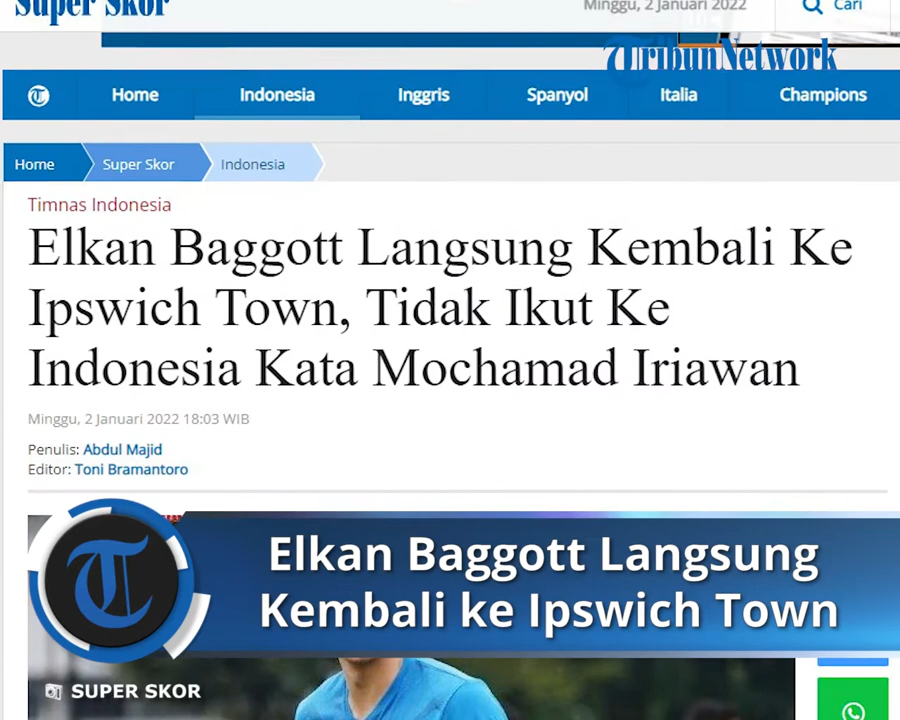 Super Skor
Minggu, 2 Januari 2022
Cari
TribunNetwork
Home Indonesia Inggris Spanyol Italia Champions
Home Super Skor Indonesia
Timnas Indonesia
Elkan Baggott Langsung Kembali Ke
Ipswich Town, Tidak Ikut Ke
Indonesia Kata Mochamad Iriawan
Minggu, 2 Januari 2022 18:03 WIB
Penulis: Abdul Majid
Editor: Toni Bramantoro
T
Elkan Baggott Langsung
Kembali ke Ipswich Town
SUPER SKOR